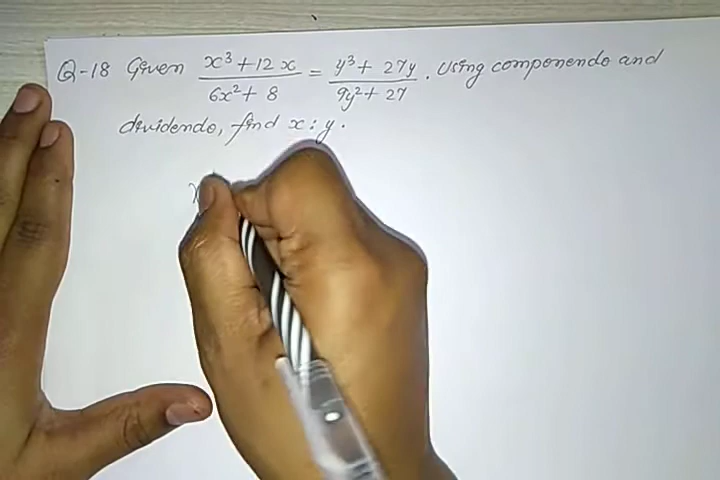 Q-18 Given x³ + 12x / 6x² + 8 = y³ + 27y / 9y² + 27 . Using componendo and
dividendo, find x : y .
x